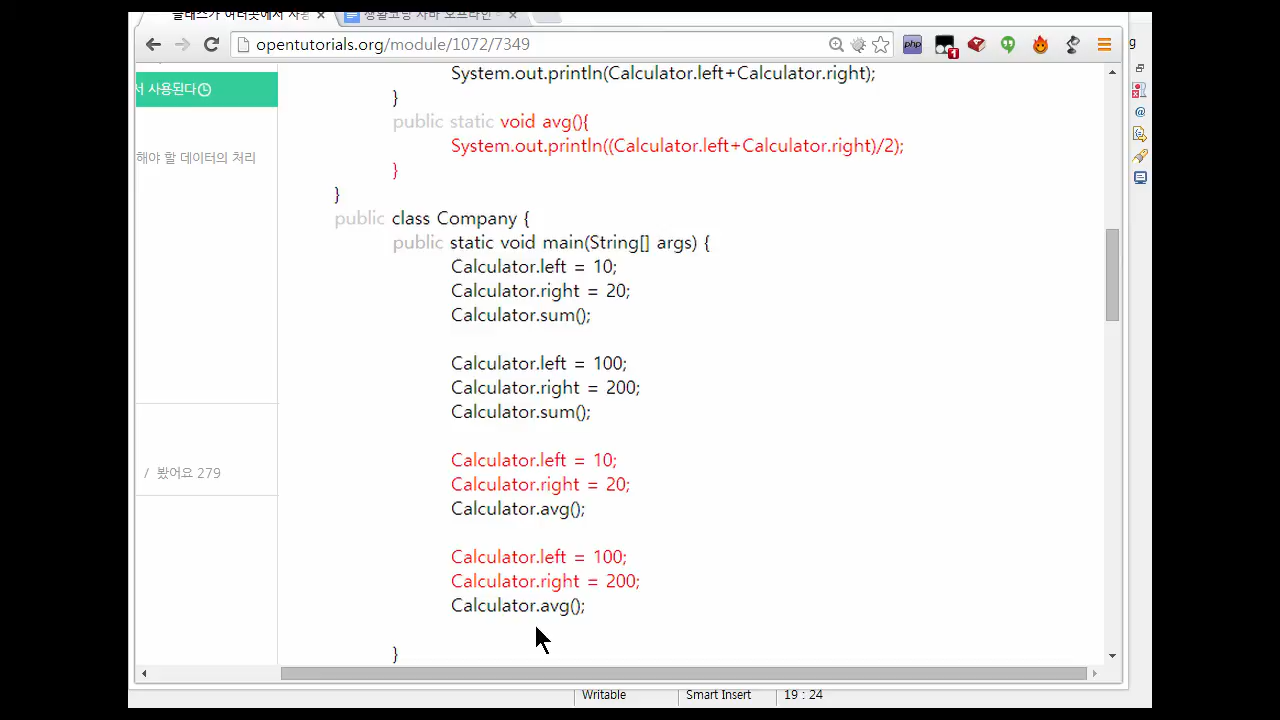 opentutorials.org/module/1072/7349
php
1
g
서 사용된다
해야 할 데이터의 처리
/ 봤어요 279
System.out.println(Calculator.left+Calculator.right);
}
public static void avg(){
System.out.println((Calculator.left+Calculator.right)/2);
}
}
public class Company {
public static void main(String[] args) {
Calculator.left = 10;
Calculator.right = 20;
Calculator.sum();
Calculator.left = 100;
Calculator.right = 200;
Calculator.sum();
Calculator.left = 10;
Calculator.right = 20;
Calculator.avg();
Calculator.left = 100;
Calculator.right = 200;
Calculator.avg();
}
Writable
Smart Insert
19 : 24